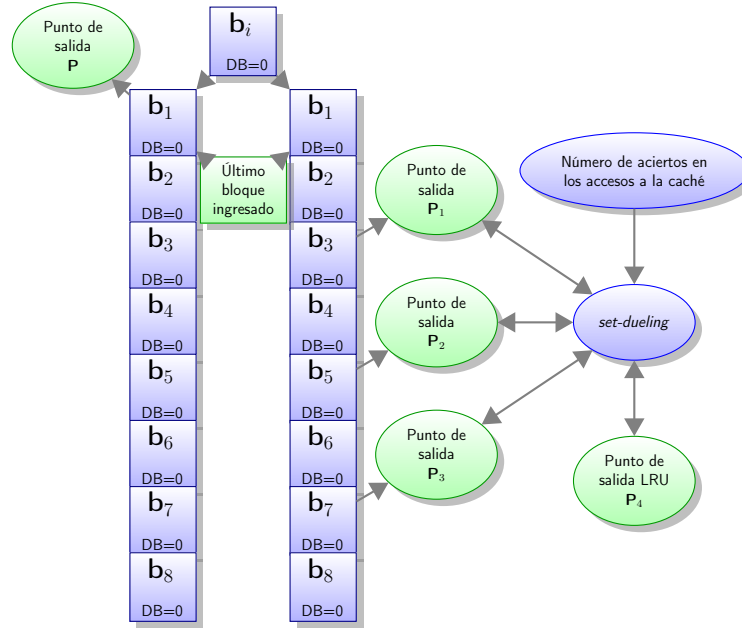 Punto de
salida
P
b_i
DB=0
b_1
DB=0
b_2
DB=0
b_3
DB=0
b_4
DB=0
b_5
DB=0
b_6
DB=0
b_7
DB=0
b_8
DB=0
Último
bloque
ingresado
b_1
DB=0
b_2
DB=0
b_3
DB=0
b_4
DB=0
b_5
DB=0
b_6
DB=0
b_7
DB=0
b_8
DB=0
Punto de
salida
P_1
Punto de
salida
P_2
Punto de
salida
P_3
Número de aciertos en
los accesos a la caché
set-dueling
Punto de
salida LRU
P_4